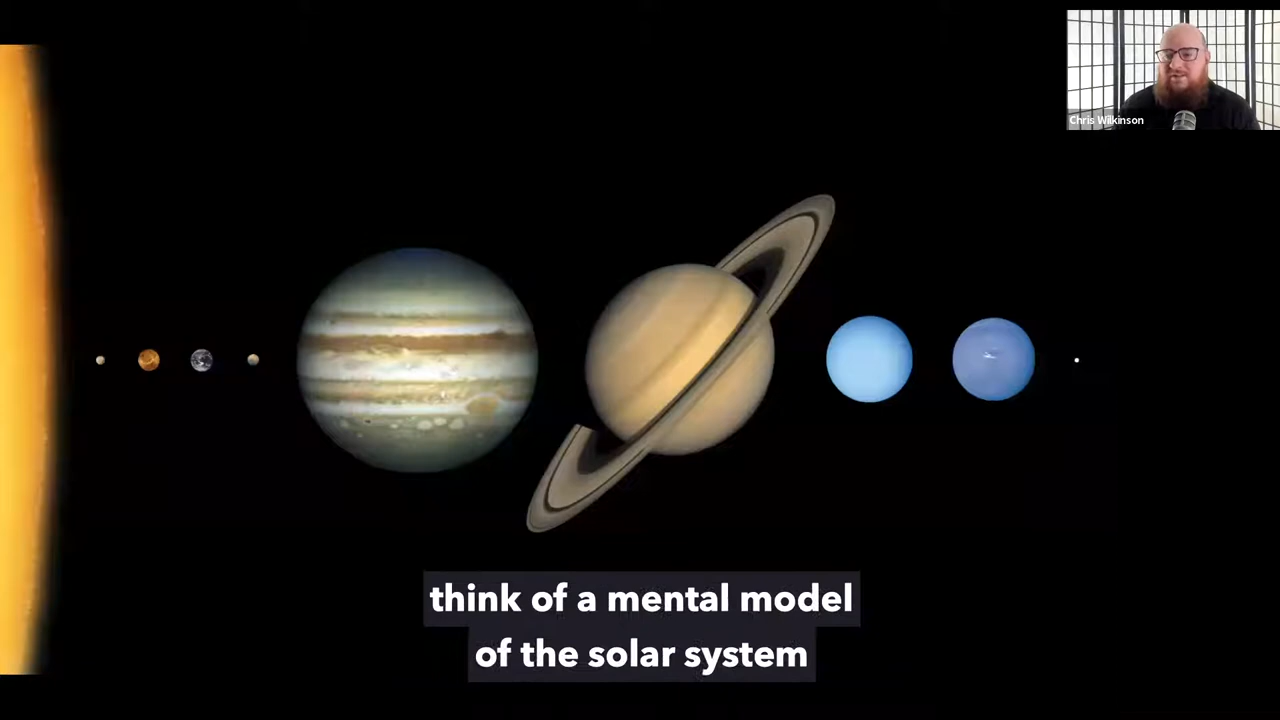 Chris Wilkinson
think of a mental model
of the solar system